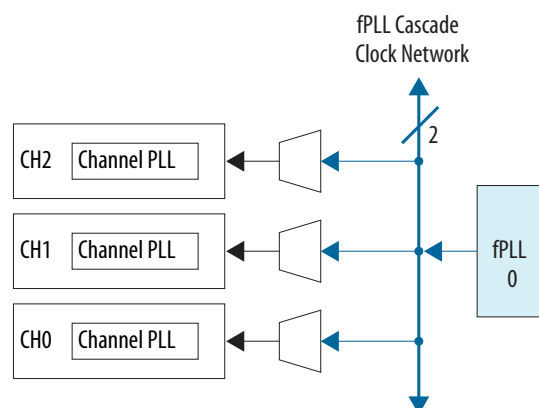 fPLL Cascade
Clock Network
2
CH2 Channel PLL
CH1 Channel PLL
fPLL
0
CH0 Channel PLL